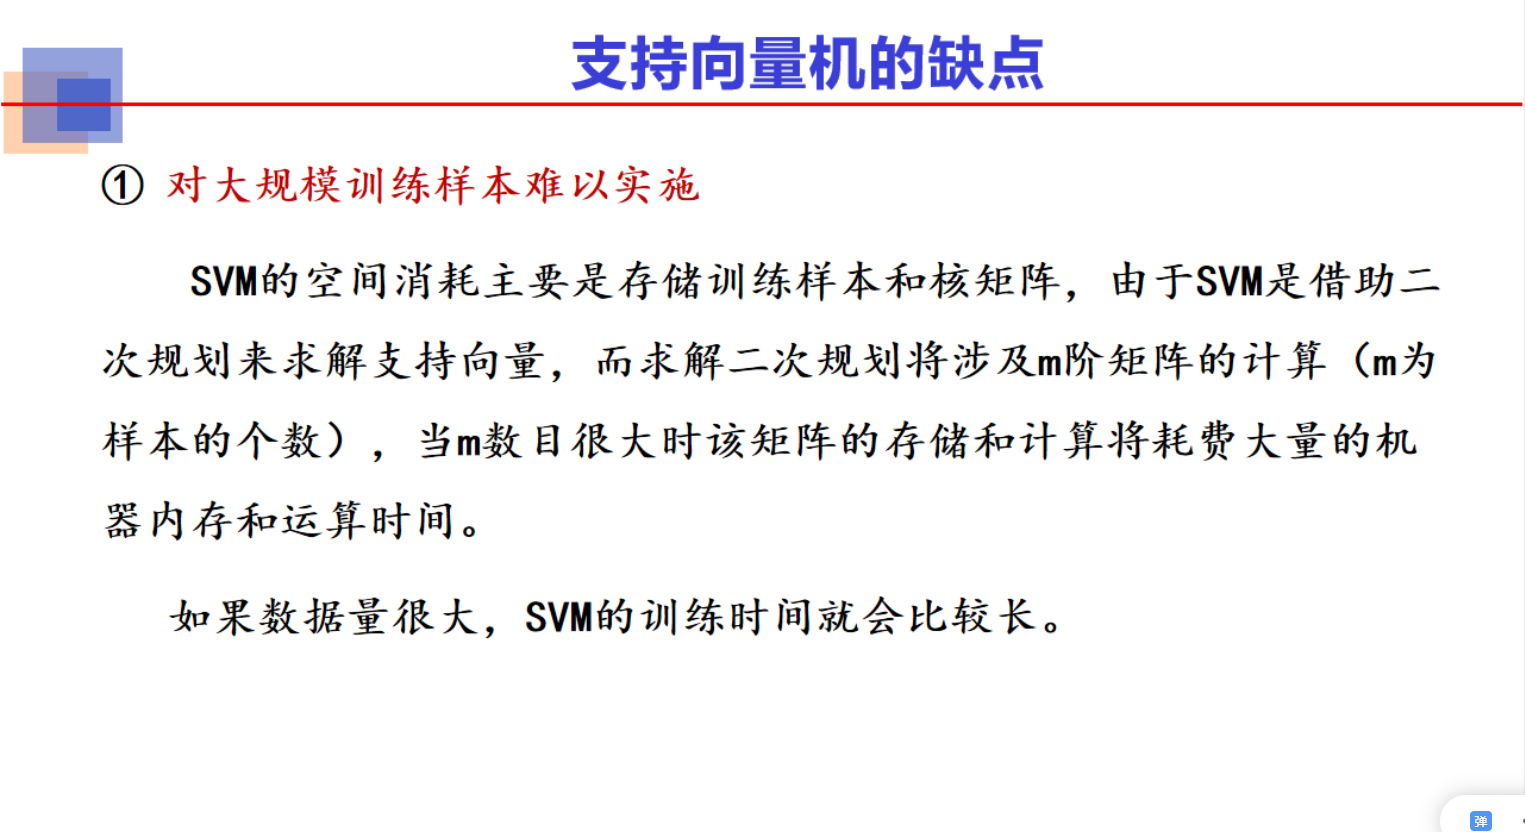 支持向量机的缺点
① 对大规模训练样本难以实施
SVM的空间消耗主要是存储训练样本和核矩阵，由于SVM是借助二
次规划来求解支持向量，而求解二次规划将涉及m阶矩阵的计算（m为
样本的个数），当m数目很大时该矩阵的存储和计算将耗费大量的机
器内存和运算时间。
如果数据量很大，SVM的训练时间就会比较长。
弹